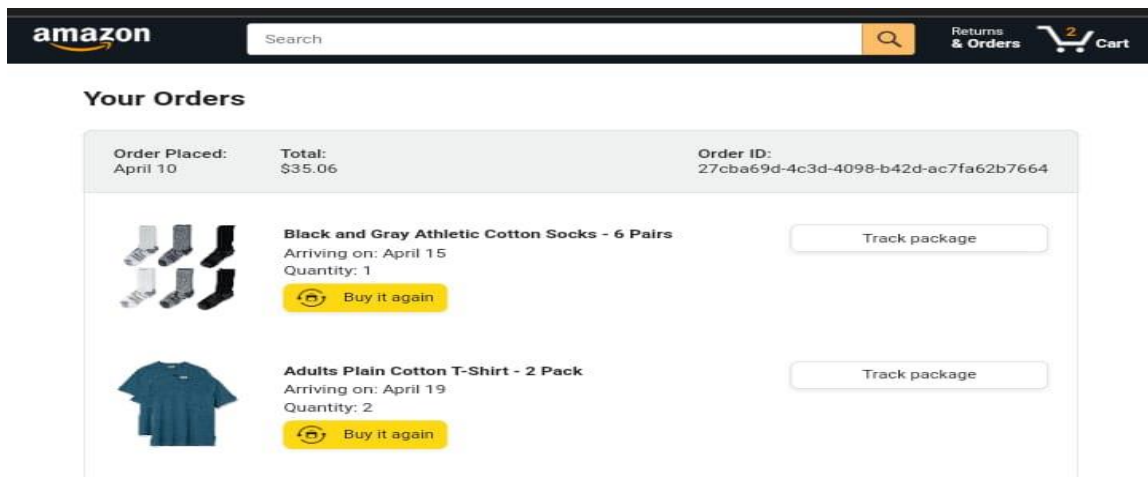 amazon
Search
Returns
& Orders
2
Cart
Your Orders
Order Placed:
April 10
Total:
$35.06
Order ID:
27cba69d-4c3d-4098-b42d-ac7fa62b7664
Black and Gray Athletic Cotton Socks - 6 Pairs
Arriving on: April 15
Quantity: 1
Buy it again
Track package
Adults Plain Cotton T-Shirt - 2 Pack
Arriving on: April 19
Quantity: 2
Buy it again
Track package